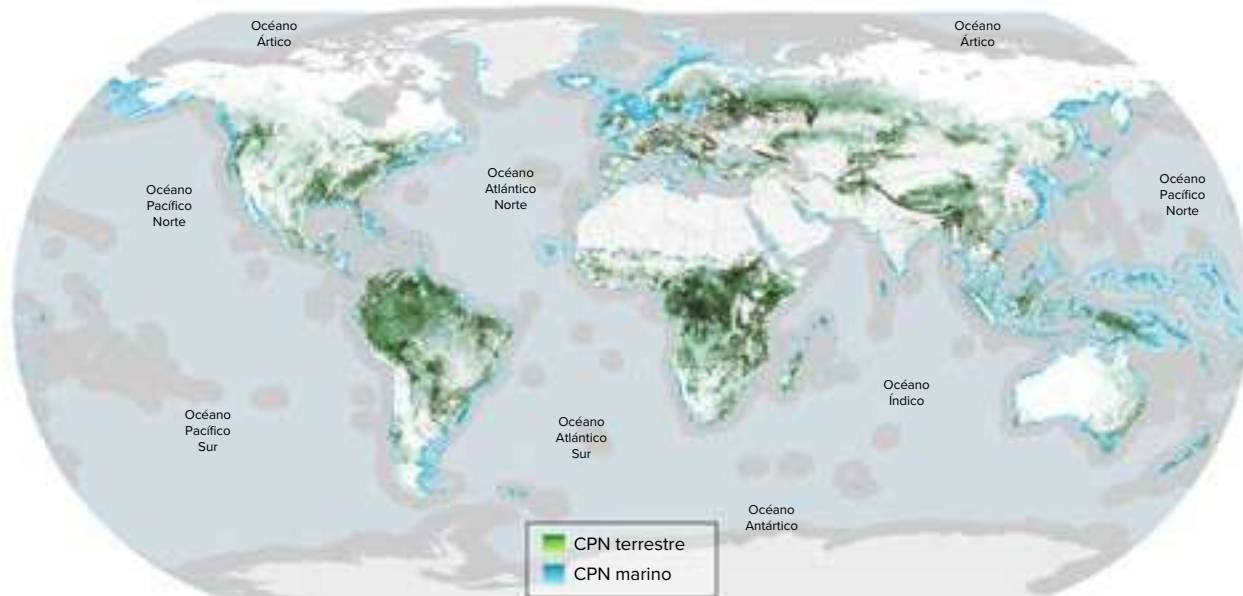 Océano
Ártico
Océano
Ártico
Océano
Pacífico
Norte
Océano
Atlántico
Norte
Océano
Pacífico
Norte
Océano
Índico
Océano
Pacífico
Sur
Océano
Atlántico
Sur
Océano
Antártico
CPN terrestre
CPN marino